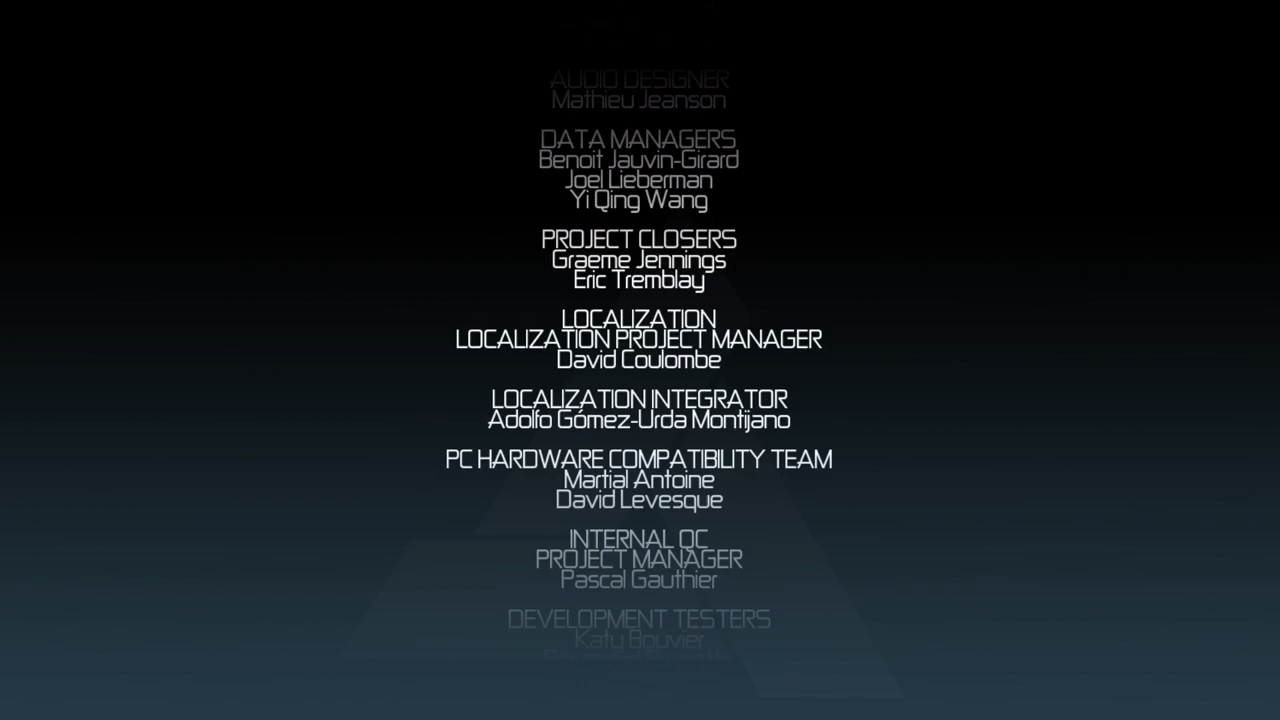 AUDIO DESIGNER
Mathieu Jeanson
DATA MANAGERS
Benoit Jauvin-Girard
Joel Lieberman
Yi Qing Wang
PROJECT CLOSERS
Graeme Jennings
Eric Tremblay
LOCALIZATION
LOCALIZATION PROJECT MANAGER
David Coulombe
LOCALIZATION INTEGRATOR
Adolfo Gómez-Urda Montijano
PC HARDWARE COMPATIBILITY TEAM
Martial Antoine
David Levesque
INTERNAL QC
PROJECT MANAGER
Pascal Gauthier
DEVELOPMENT TESTERS
Katy Bouvier